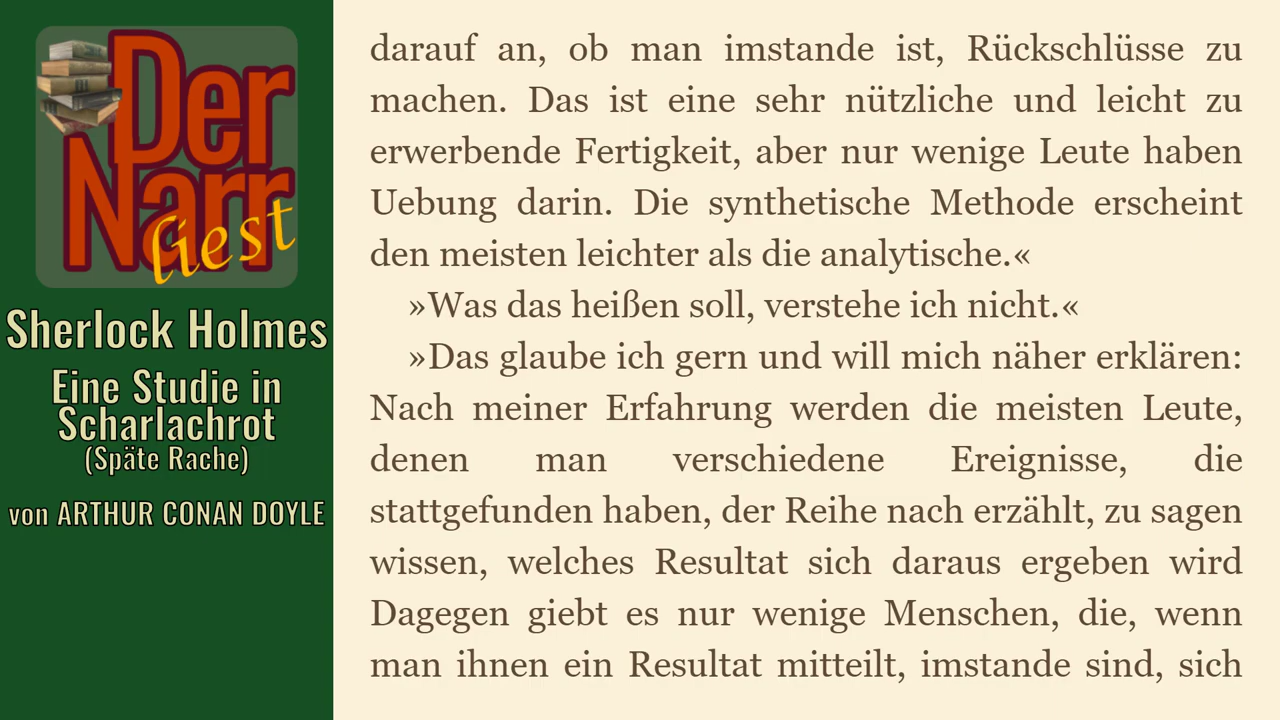 Der
Narr
liest
Sherlock Holmes
Eine Studie in
Scharlachrot
(Späte Rache)
von ARTHUR CONAN DOYLE
darauf an, ob man imstande ist, Rückschlüsse zu
machen. Das ist eine sehr nützliche und leicht zu
erwerbende Fertigkeit, aber nur wenige Leute haben
Uebung darin. Die synthetische Methode erscheint
den meisten leichter als die analytische.«
»Was das heißen soll, verstehe ich nicht.«
»Das glaube ich gern und will mich näher erklären:
Nach meiner Erfahrung werden die meisten Leute,
denen man verschiedene Ereignisse, die
stattgefunden haben, der Reihe nach erzählt, zu sagen
wissen, welches Resultat sich daraus ergeben wird
Dagegen giebt es nur wenige Menschen, die, wenn
man ihnen ein Resultat mitteilt, imstande sind, sich